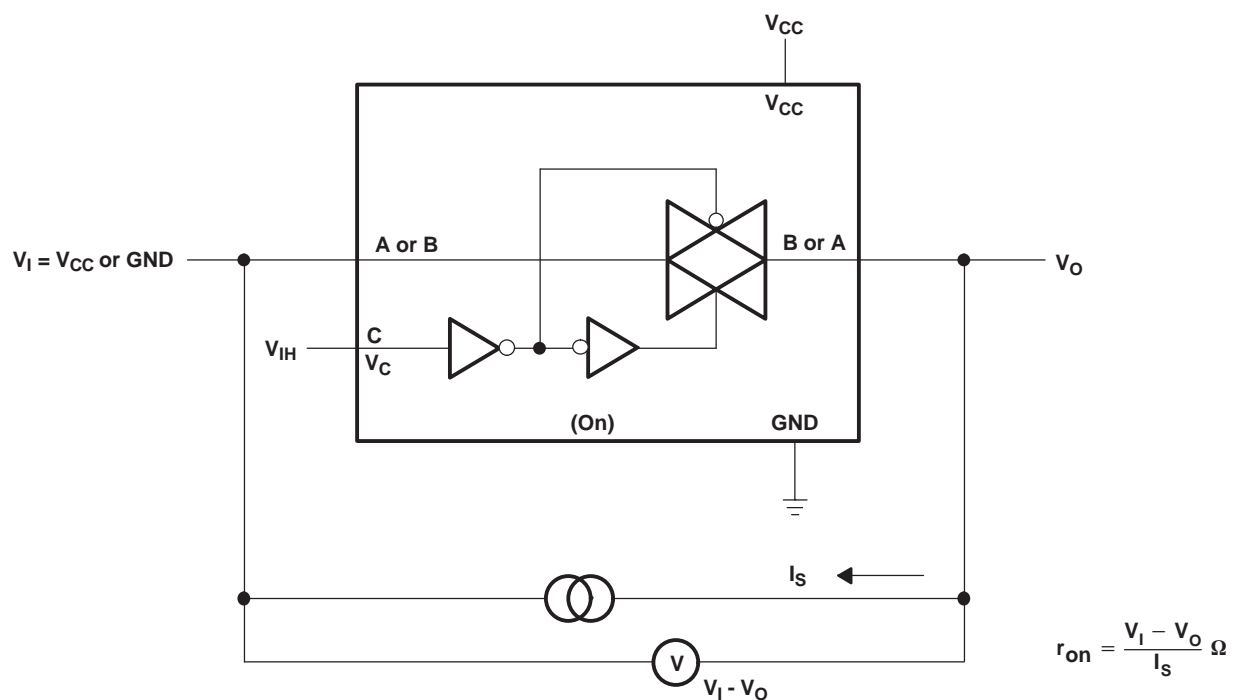 VCC
VCC
A or B
B or A
VI = VCC or GND
VO
VIH
C
VC
(On)
GND
IS
V
VI - VO
ron = VI − VO / IS Ω